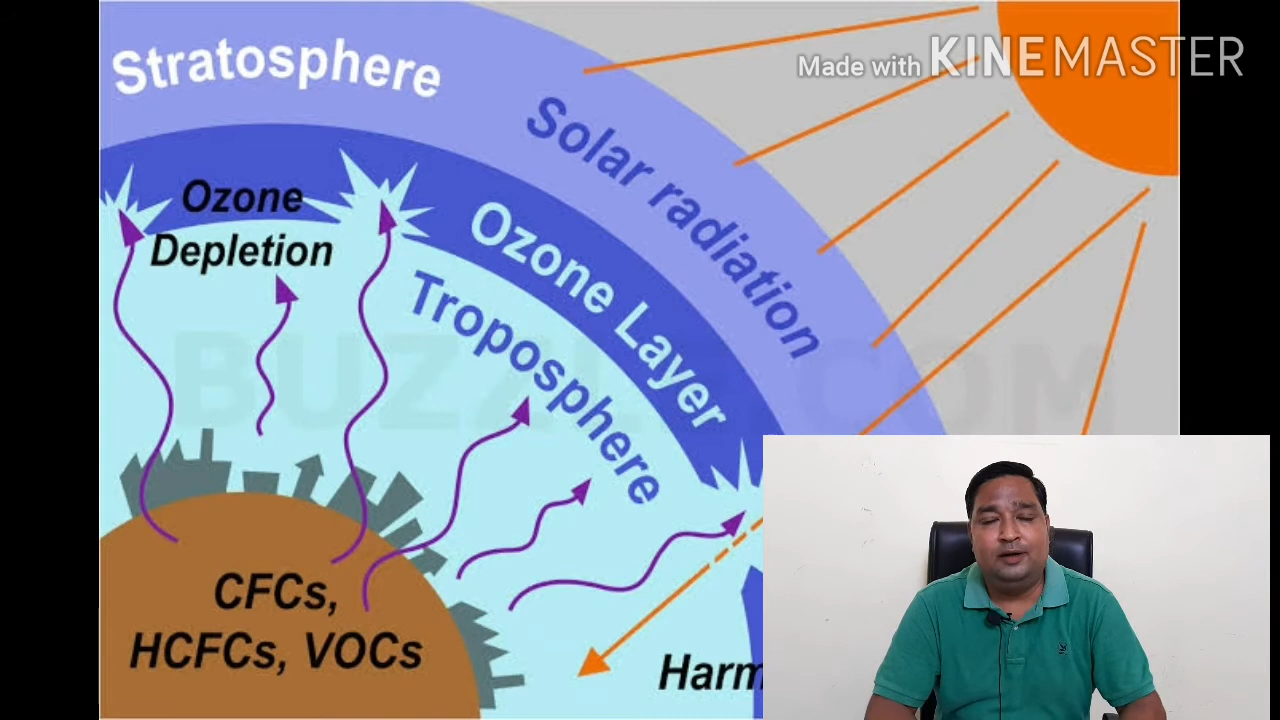 Stratosphere
Made with KINEMASTER
Solar radiation
Ozone
Depletion
Ozone Layer
Troposphere
CFCs,
HCFCs, VOCs
Harm